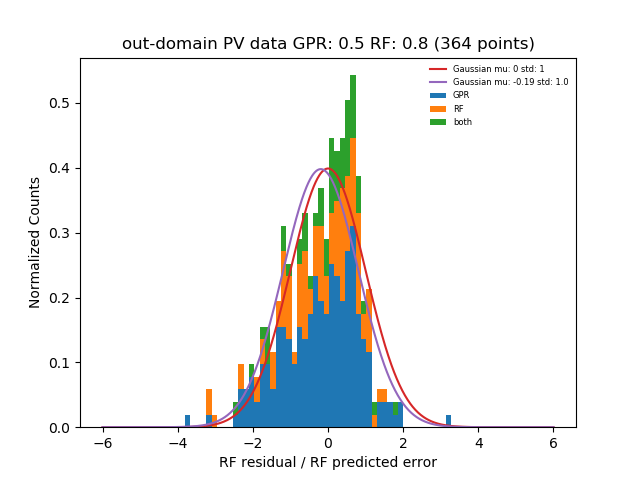 out-domain PV data GPR: 0.5 RF: 0.8 (364 points)
Gaussian mu: 0 std: 1
Gaussian mu: -0.19 std: 1.0
GPR
RF
both
Normalized Counts
0.5
0.4
0.3
0.2
0.1
0.0
−6 −4 −2 0 2 4 6
RF residual / RF predicted error